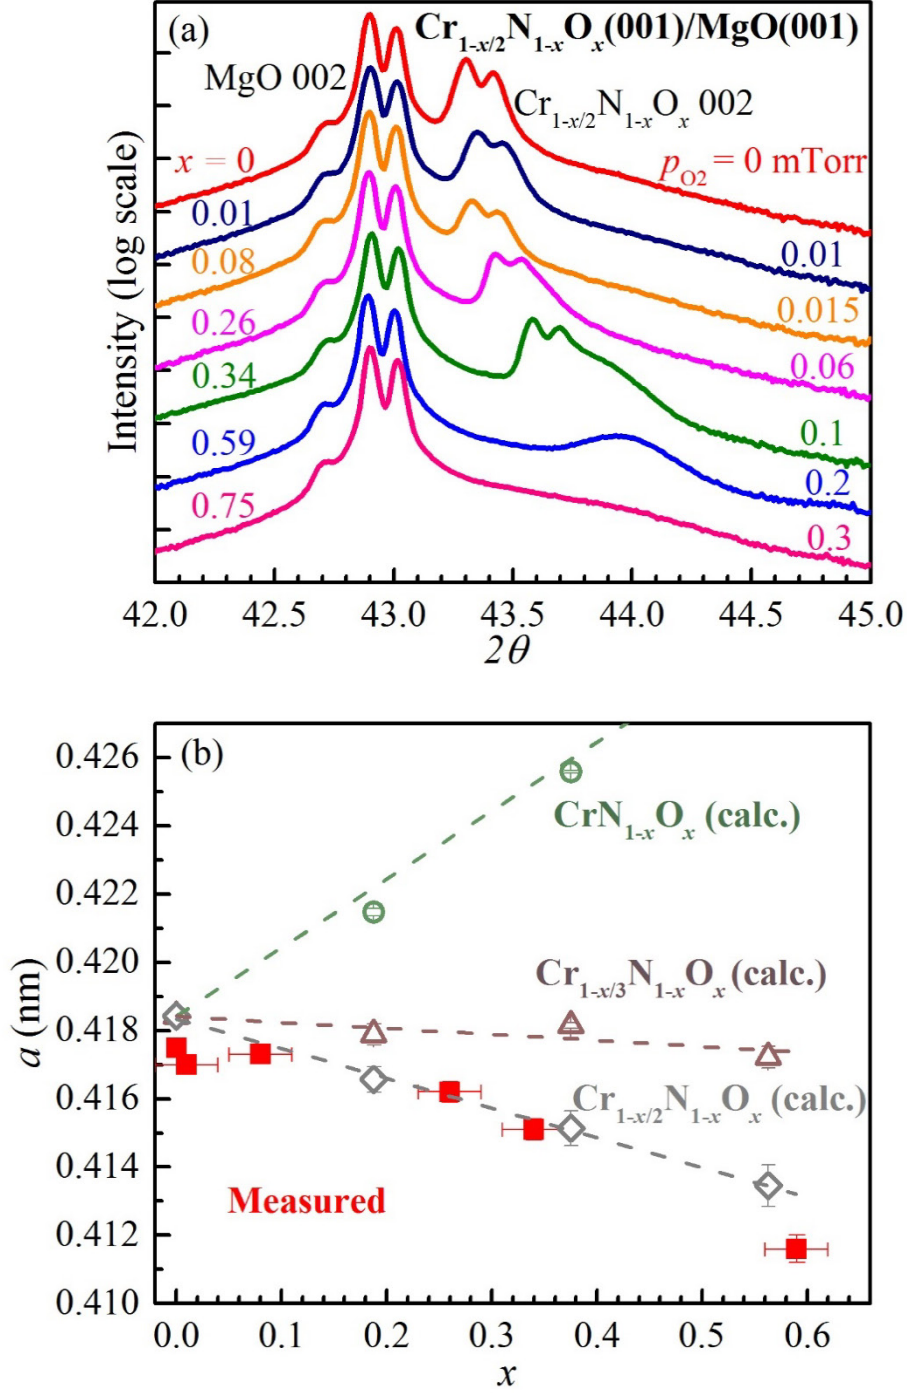 (a) Cr1-x/2N1-xOx(001)/MgO(001)
MgO 002
Cr1-x/2N1-xOx 002
x = 0
pO2 = 0 mTorr
0.01
0.01
0.08
0.015
0.26
0.06
0.34
0.1
0.59
0.2
0.75
0.3
Intensity (log scale)
42.0 42.5 43.0 43.5 44.0 44.5 45.0
2θ
(b)
0.426
CrN1-xOx (calc.)
0.424
0.422
0.420
Cr1-x/3N1-xOx (calc.)
0.418
0.416
Cr1-x/2N1-xOx (calc.)
0.414
Measured
0.412
0.410
a (nm)
0.0 0.1 0.2 0.3 0.4 0.5 0.6
x